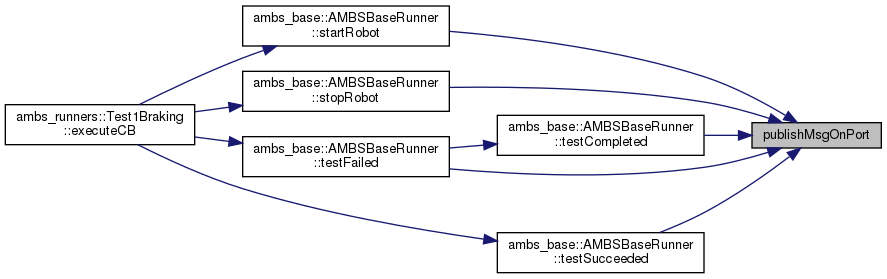 ambs_base::AMBSBaseRunner
::startRobot
ambs_base::AMBSBaseRunner
::stopRobot
ambs_runners::Test1Braking
::executeCB
ambs_base::AMBSBaseRunner
::testCompleted
publishMsgOnPort
ambs_base::AMBSBaseRunner
::testFailed
ambs_base::AMBSBaseRunner
::testSucceeded